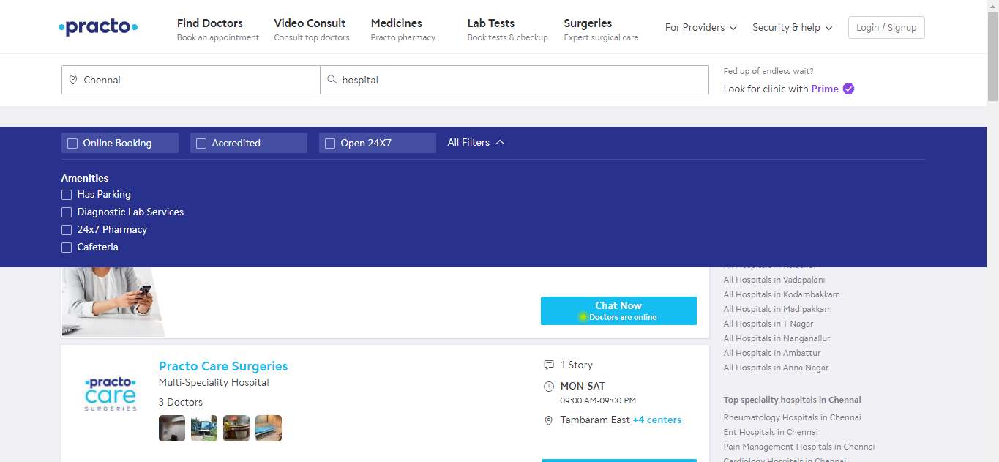 practo
Find Doctors
Book an appointment
Video Consult
Consult top doctors
Medicines
Practo pharmacy
Lab Tests
Book tests & checkup
Surgeries
Expert surgical care
For Providers
Security & help
Login / Signup
Chennai
hospital
Fed up of endless wait?
Look for clinic with Prime
Online Booking
Accredited
Open 24X7
All Filters
Amenities
Has Parking
Diagnostic Lab Services
24x7 Pharmacy
Cafeteria
Chat Now
Doctors are online
practo
care
SURGERIES
Practo Care Surgeries
Multi-Speciality Hospital
3 Doctors
1 Story
MON-SAT
09:00 AM-09:00 PM
Tambaram East +4 centers
All Hospitals in Vadapalani
All Hospitals in Kodambakkam
All Hospitals in Madipakkam
All Hospitals in T Nagar
All Hospitals in Nanganallur
All Hospitals in Ambattur
All Hospitals in Anna Nagar
Top speciality hospitals in Chennai
Rheumatology Hospitals in Chennai
Ent Hospitals in Chennai
Pain Management Hospitals in Chennai
Cardiology Hospitals in Chennai